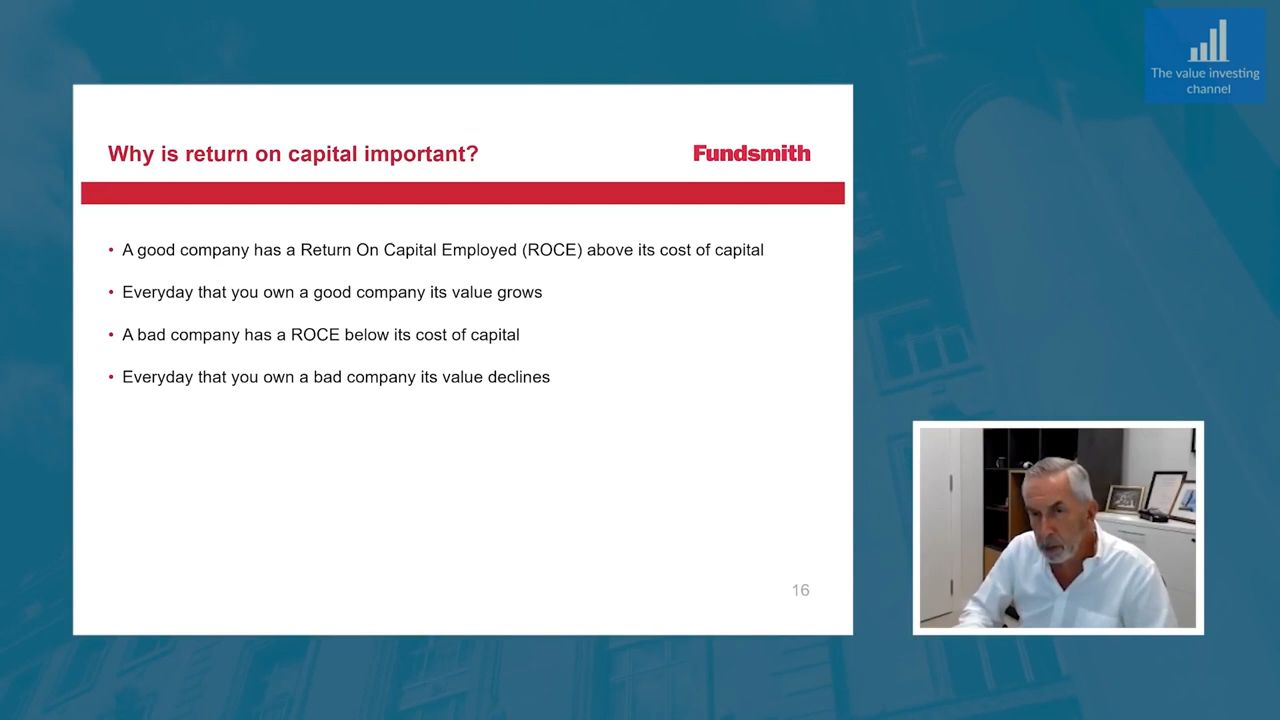 The value investing
channel
Why is return on capital important?
Fundsmith
• A good company has a Return On Capital Employed (ROCE) above its cost of capital
• Everyday that you own a good company its value grows
• A bad company has a ROCE below its cost of capital
• Everyday that you own a bad company its value declines
16